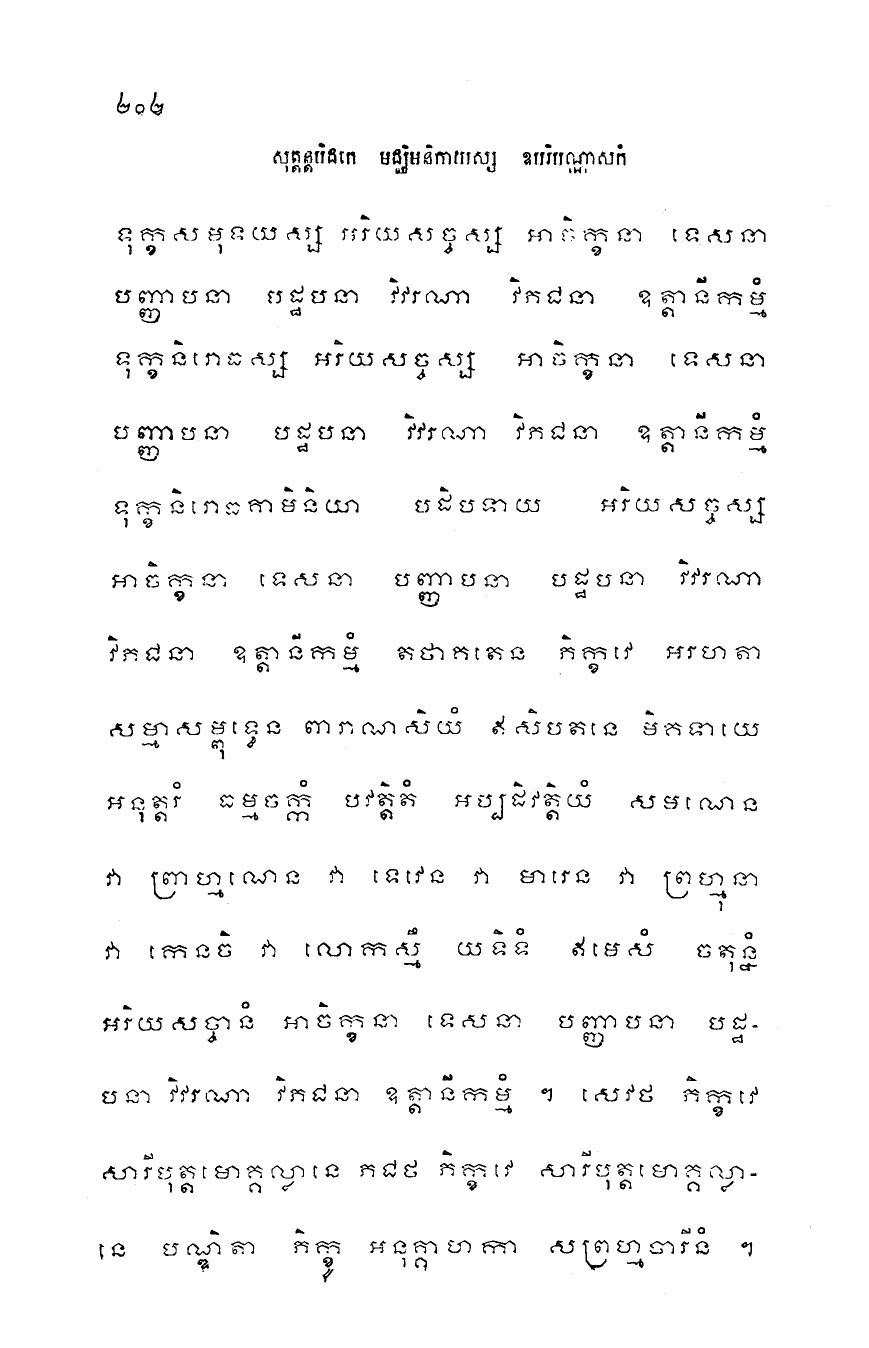 ២០៤
សុត្តន្តបិដកេ មជ្ឈិមនិកាយស្ស ឧបរិបណ្ណាសកំ
ទុក្ខសមុទយស្ស អរិយសច្ចស្ស អាចិក្ខនា ទេសនា
បញ្ញាបនា បដ្ឋបនា វិវរណា វិភជនា ឧត្តានីកម្មំ
ទុក្ខនិរោធស្ស អរិយសច្ចស្ស អាចិក្ខនា ទេសនា
បញ្ញាបនា បដ្ឋបនា វិវរណា វិភជនា ឧត្តានីកម្មំ
ទុក្ខនិរោធគាមិនិយា បដិបទាយ អរិយសច្ចស្ស
អាចិក្ខនា ទេសនា បញ្ញាបនា បដ្ឋបនា វិវរណា
វិភជនា ឧត្តានីកម្មំ តថាគតេន ភិក្ខវេ អរហតា
សម្មាសម្ពុទ្ធេន ពារាណសិយំ ឥសិបតនេ មិគទាយេ
អនុត្តរំ ធម្មចក្កំ បវត្តិតំ អប្បដិវត្តិយំ សមណេន
វា ព្រាហ្មណេន វា ទេវេន វា មារេន វា ព្រហ្មុនា
វា កេនចិ វា លោកស្មឹ យទិទំ ឥមេសំ ចតុន្នំ
អរិយសច្ចានំ អាចិក្ខនា ទេសនា បញ្ញាបនា បដ្ឋ-
បនា វិវរណា វិភជនា ឧត្តានីកម្មំ ។ សេវថ ភិក្ខវេ
សារីបុត្តមោគ្គល្លានេ ភជថ ភិក្ខវេ សារីបុត្តមោគ្គល្លា-
នេ បណ្ឌិតា ភិក្ខូ អនុគ្គាហកា សព្រហ្មចារីនំ ។